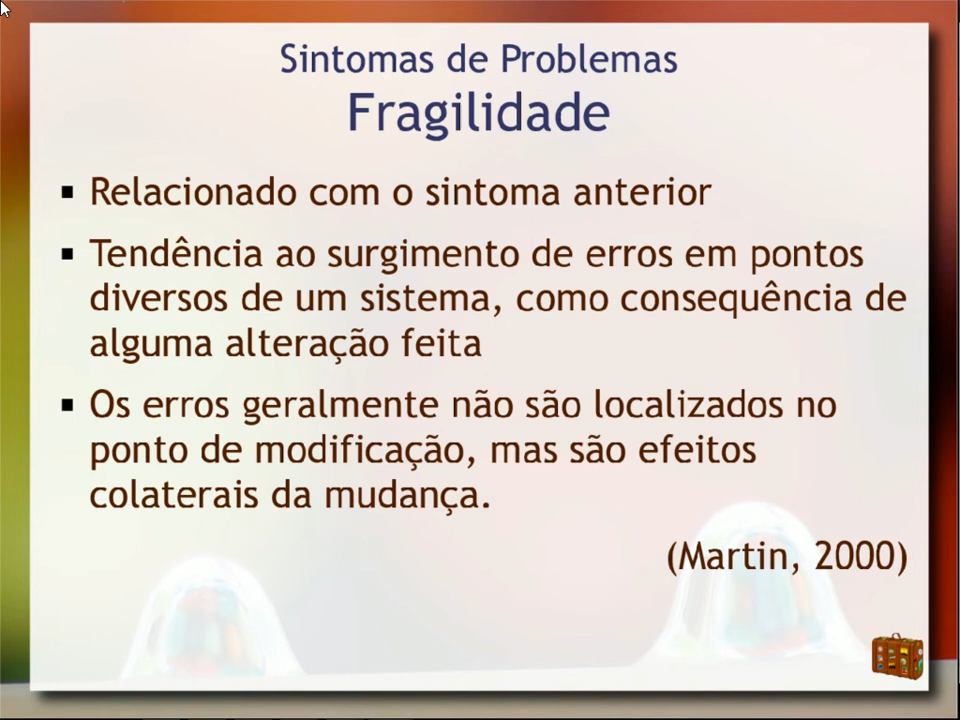 Sintomas de Problemas
Fragilidade
▪ Relacionado com o sintoma anterior
▪ Tendência ao surgimento de erros em pontos
diversos de um sistema, como consequência de
alguma alteração feita
▪ Os erros geralmente não são localizados no
ponto de modificação, mas são efeitos
colaterais da mudança.
(Martin, 2000)